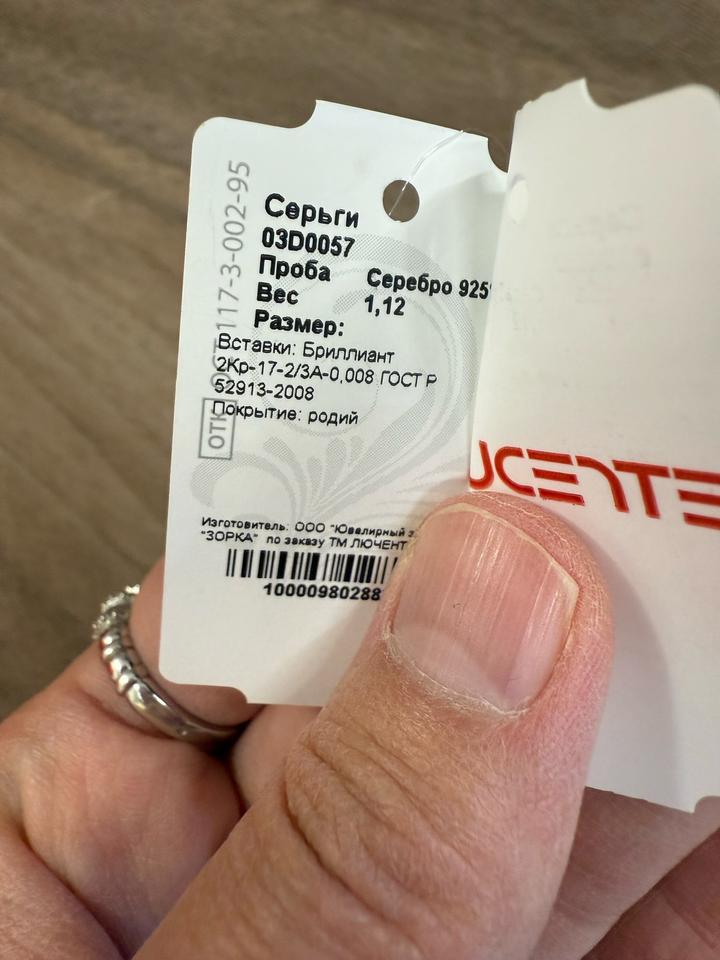 Серьги
03D0057
Проба Серебро 925
Вес 1,12
Размер:
Вставки: Бриллиант
2Кр-17-2/3А-0,008 ГОСТ Р
52913-2008
Покрытие: родий
Изготовитель: ООО "Ювелирный з
"ЗОРКА" по заказу ТМ ЛЮЧЕНТ
10000980288
ОТК ОСТ 117-3-002-95
UCENTE